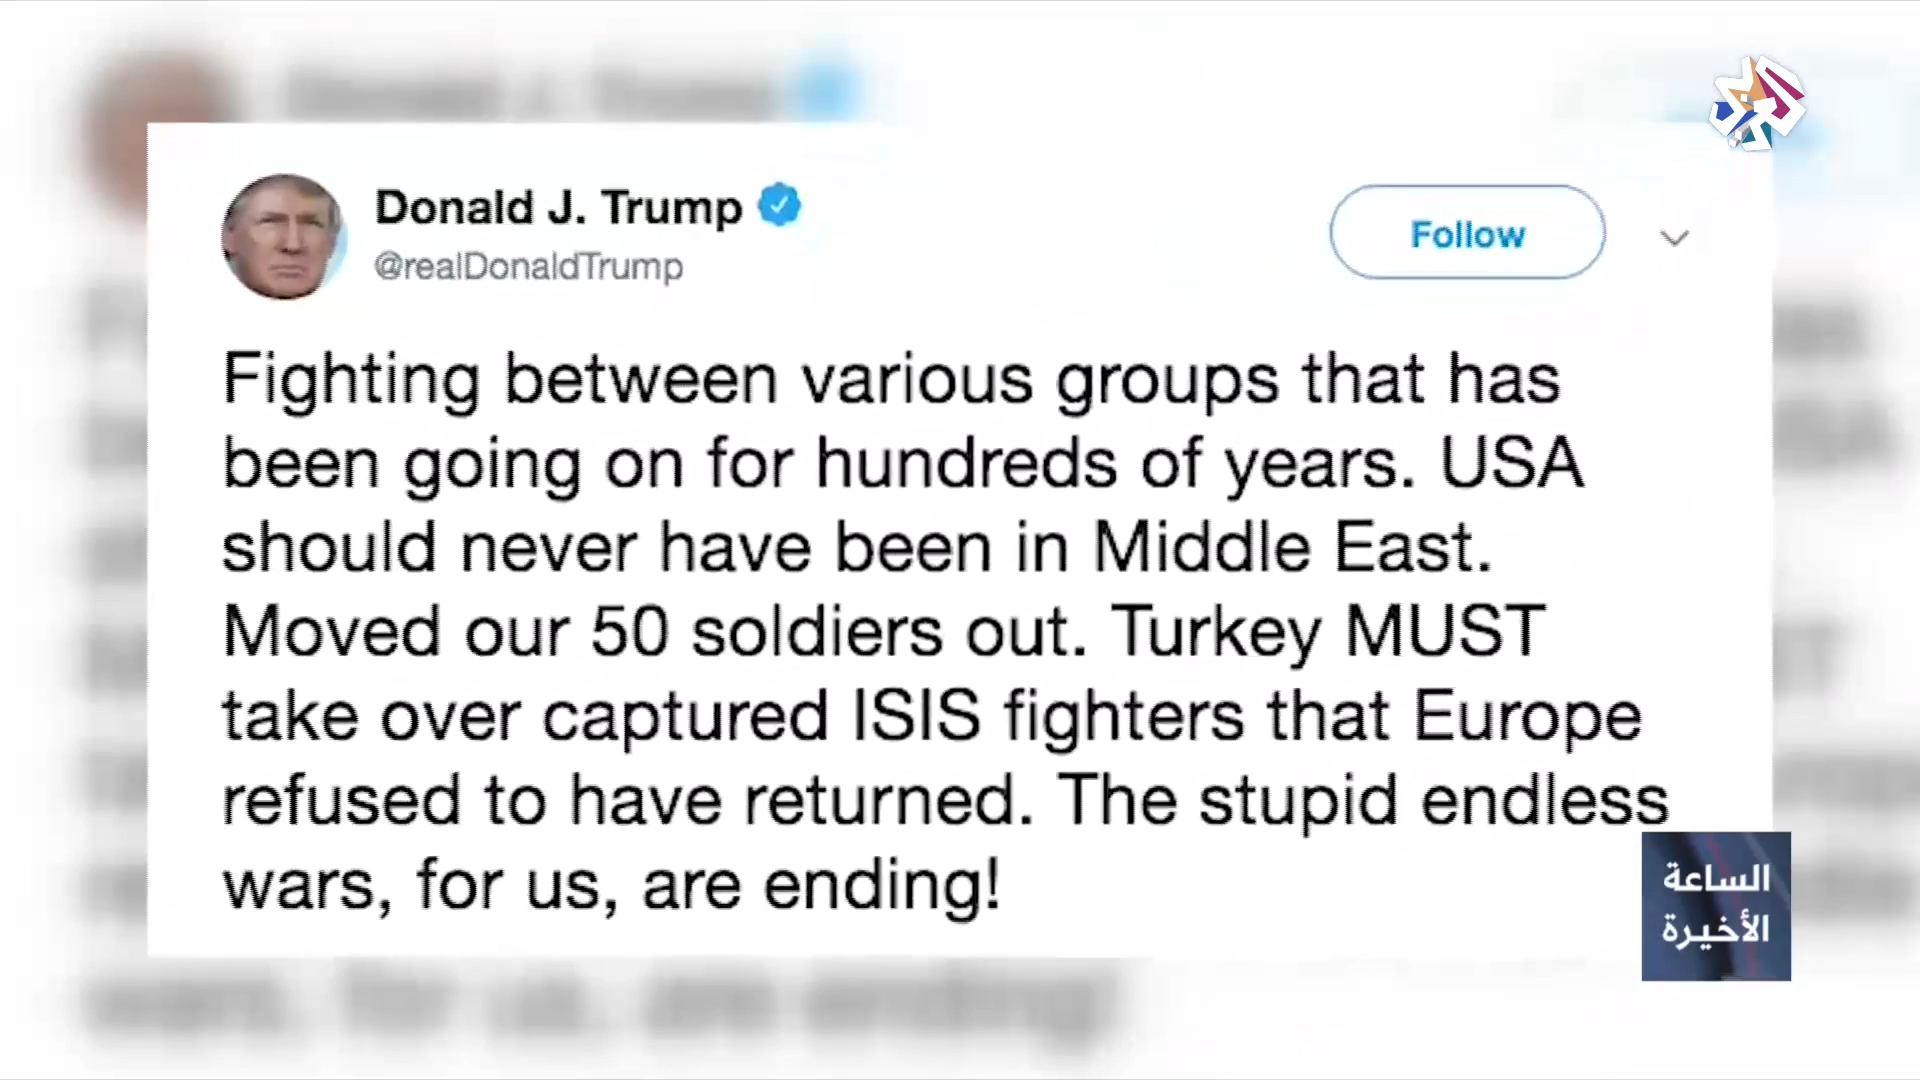 Donald J. Trump
@realDonaldTrump
Follow
Fighting between various groups that has
been going on for hundreds of years. USA
should never have been in Middle East.
Moved our 50 soldiers out. Turkey MUST
take over captured ISIS fighters that Europe
refused to have returned. The stupid endless
wars, for us, are ending!
الساعة
الأخيرة